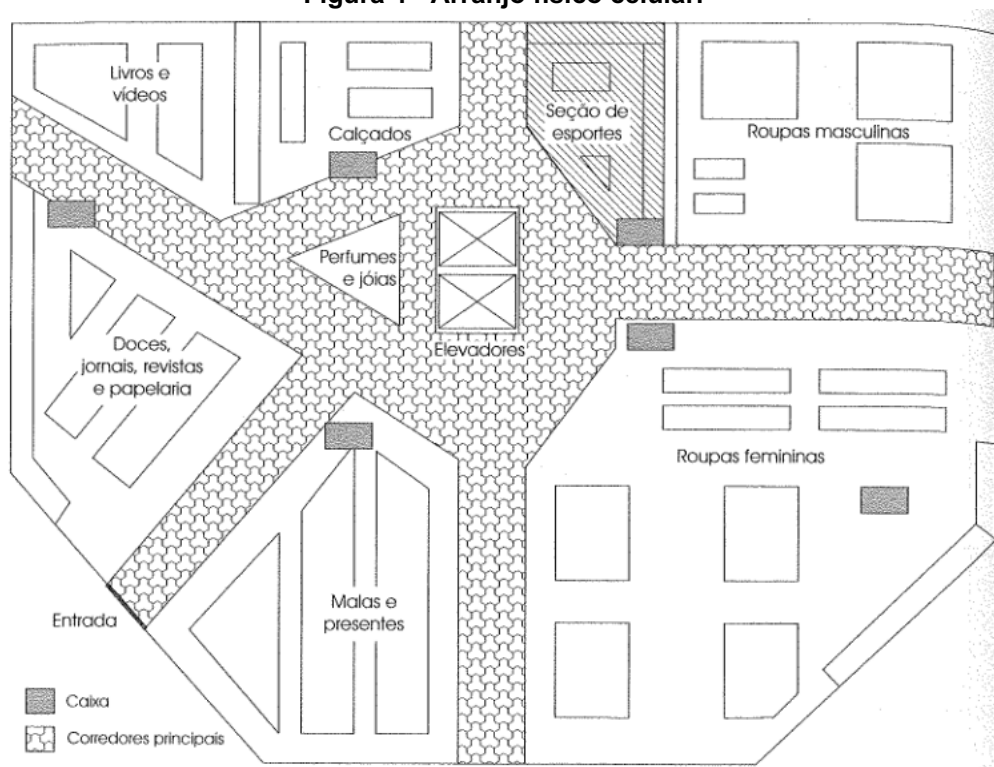 Figura 4 - Arranjo físico celular.
Livros e
vídeos
Calçados
Seção de
esportes
Roupas masculinas
Perfumes
e jóias
Elevadores
Doces,
jornais, revistas
e papelaria
Roupas femininas
Malas e
presentes
Entrada
Caixa
Corredores principais